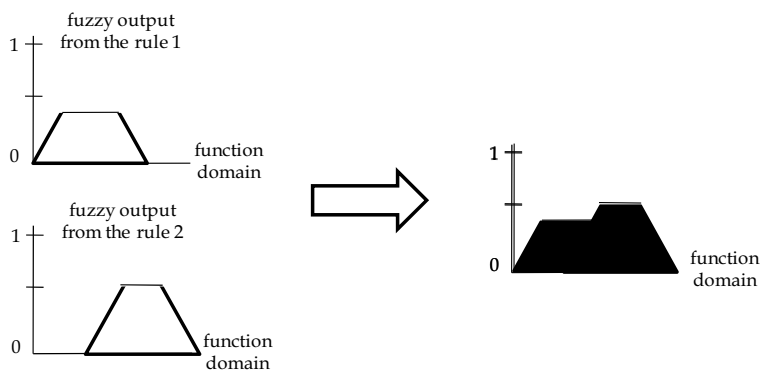 fuzzy output
from the rule 1
1
0
function
domain
fuzzy output
from the rule 2
1
0
function
domain
1
0
function
domain